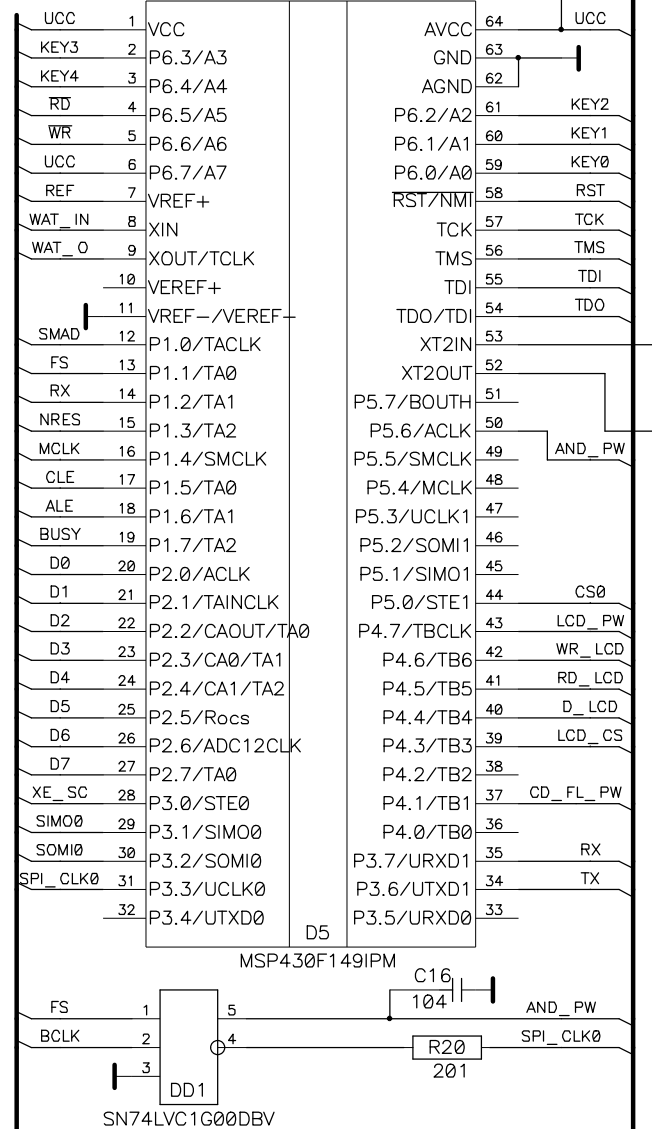 UCC 1 VCC AVCC 64 UCC
KEY3 2 P6.3/A3 GND 63
KEY4 3 P6.4/A4 AGND 62
RD 4 P6.5/A5 P6.2/A2 61 KEY2
WR 5 P6.6/A6 P6.1/A1 60 KEY1
UCC 6 P6.7/A7 P6.0/A0 59 KEY0
REF 7 VREF+ RST/NMI 58 RST
WAT_IN 8 XIN TCK 57 TCK
WAT_O 9 XOUT/TCLK TMS 56 TMS
10 VEREF+ TDI 55 TDI
11 VREF-/VEREF- TDO/TDI 54 TDO
SMAD 12 P1.0/TACLK XT2IN 53
FS 13 P1.1/TA0 XT2OUT 52
RX 14 P1.2/TA1 P5.7/BOUTH 51
NRES 15 P1.3/TA2 P5.6/ACLK 50 AND_PW
MCLK 16 P1.4/SMCLK P5.5/SMCLK 49
CLE 17 P1.5/TA0 P5.4/MCLK 48
ALE 18 P1.6/TA1 P5.3/UCLK1 47
BUSY 19 P1.7/TA2 P5.2/SOMI1 46
D0 20 P2.0/ACLK P5.1/SIMO1 45
D1 21 P2.1/TAINCLK P5.0/STE1 44 CS0
D2 22 P2.2/CAOUT/TA0 P4.7/TBCLK 43 LCD_PW
D3 23 P2.3/CA0/TA1 P4.6/TB6 42 WR_LCD
D4 24 P2.4/CA1/TA2 P4.5/TB5 41 RD_LCD
D5 25 P2.5/Rocs P4.4/TB4 40 D_LCD
D6 26 P2.6/ADC12CLK P4.3/TB3 39 LCD_CS
D7 27 P2.7/TA0 P4.2/TB2 38
XE_SC 28 P3.0/STE0 P4.1/TB1 37 CD_FL_PW
SIMO0 29 P3.1/SIMO0 P4.0/TB0 36
SOMI0 30 P3.2/SOMI0 P3.7/URXD1 35 RX
SPI_CLK0 31 P3.3/UCLK0 P3.6/UTXD1 34 TX
32 P3.4/UTXD0 P3.5/URXD0 33
D5
MSP430F149IPM
C16
104
FS 1 5 AND_PW
BCLK 2 4 R20 SPI_CLK0
3 201
DD1
SN74LVC1G00DBV